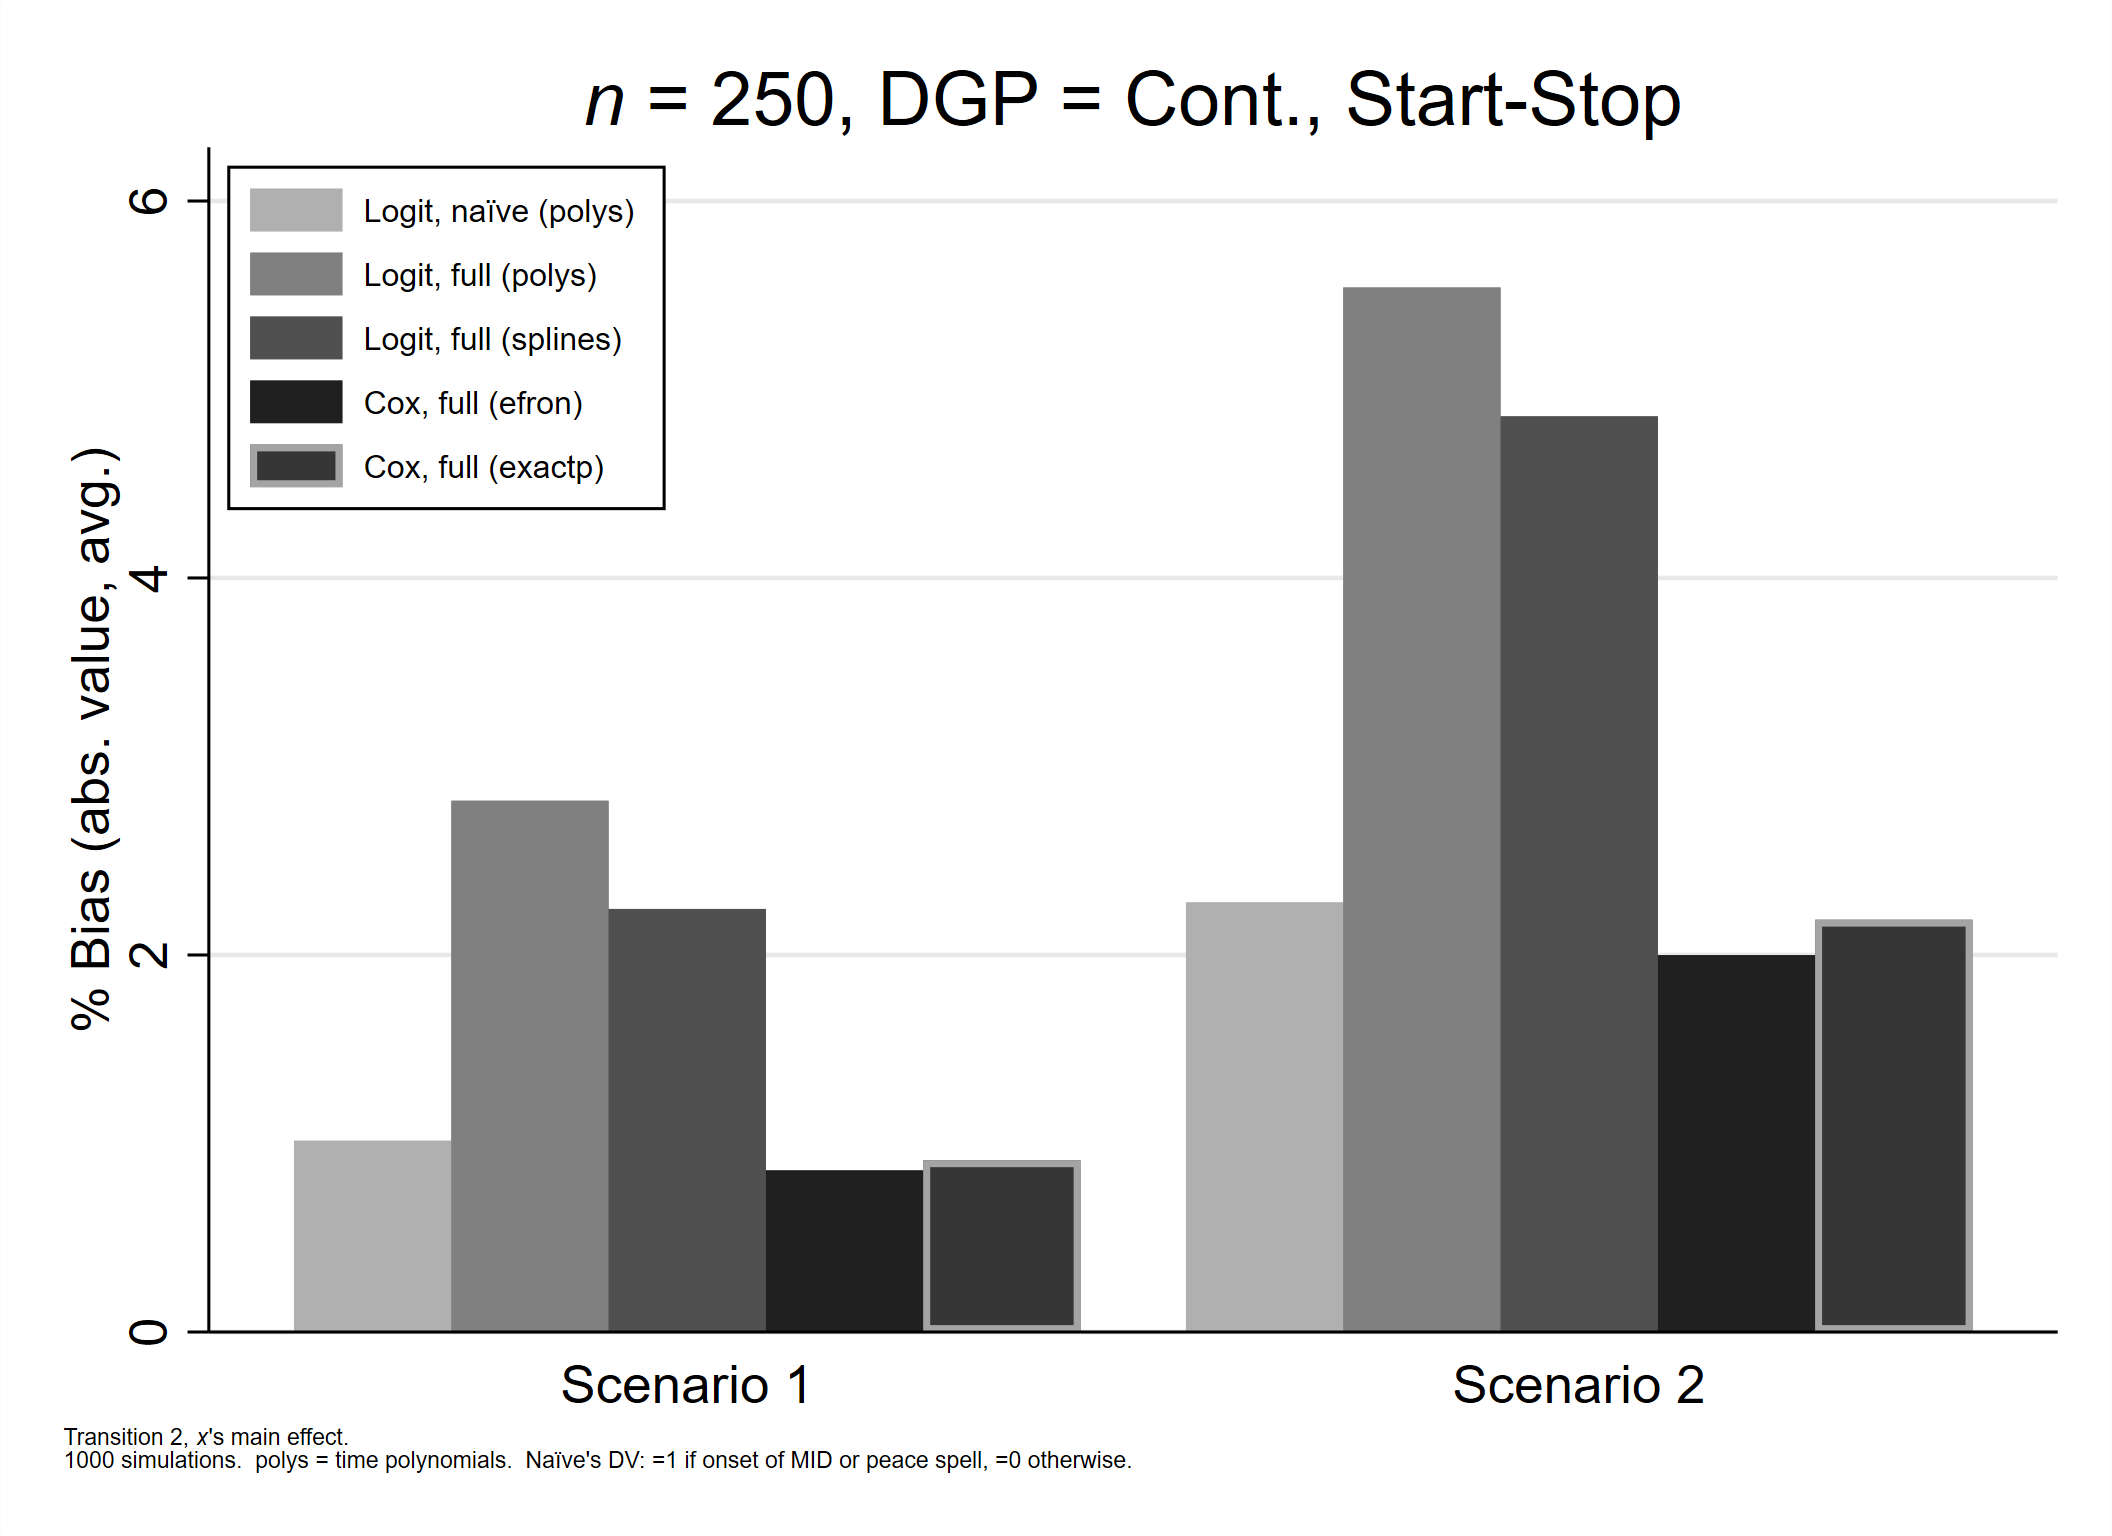 n = 250, DGP = Cont., Start-Stop
Logit, naïve (polys)
Logit, full (polys)
Logit, full (splines)
Cox, full (efron)
Cox, full (exactp)
% Bias (abs. value, avg.)
6
4
2
0
Scenario 1
Scenario 2
Transition 2, x's main effect.
1000 simulations.  polys = time polynomials.  Naïve's DV: =1 if onset of MID or peace spell, =0 otherwise.